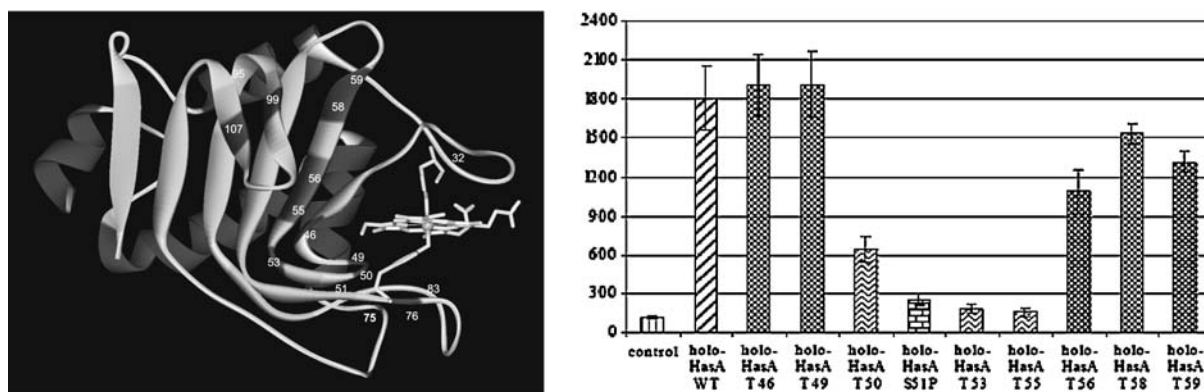 59
99
58
107
32
56
55
46
53
49
50
51
83
75
76
2400
2100
1800
1500
1200
900
600
300
0
control
holo-
HasA
WT
holo-
HasA
T46
holo-
HasA
T49
holo-
HasA
T50
holo-
HasA
S51P
holo-
HasA
T53
holo-
HasA
T55
holo-
HasA
T56
holo-
HasA
T58
holo-
HasA
T59